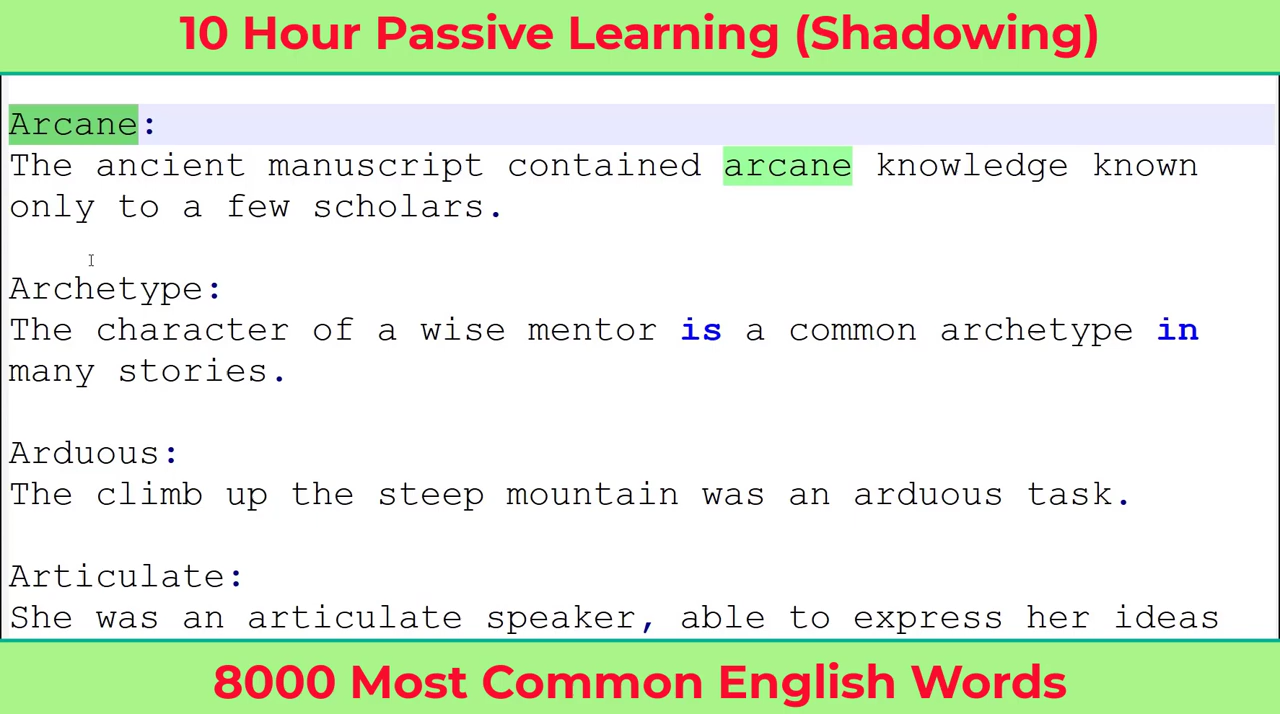 10 Hour Passive Learning (Shadowing)
Arcane:
The ancient manuscript contained arcane knowledge known
only to a few scholars.
Archetype:
The character of a wise mentor is a common archetype in
many stories.
Arduous:
The climb up the steep mountain was an arduous task.
Articulate:
She was an articulate speaker, able to express her ideas
8000 Most Common English Words